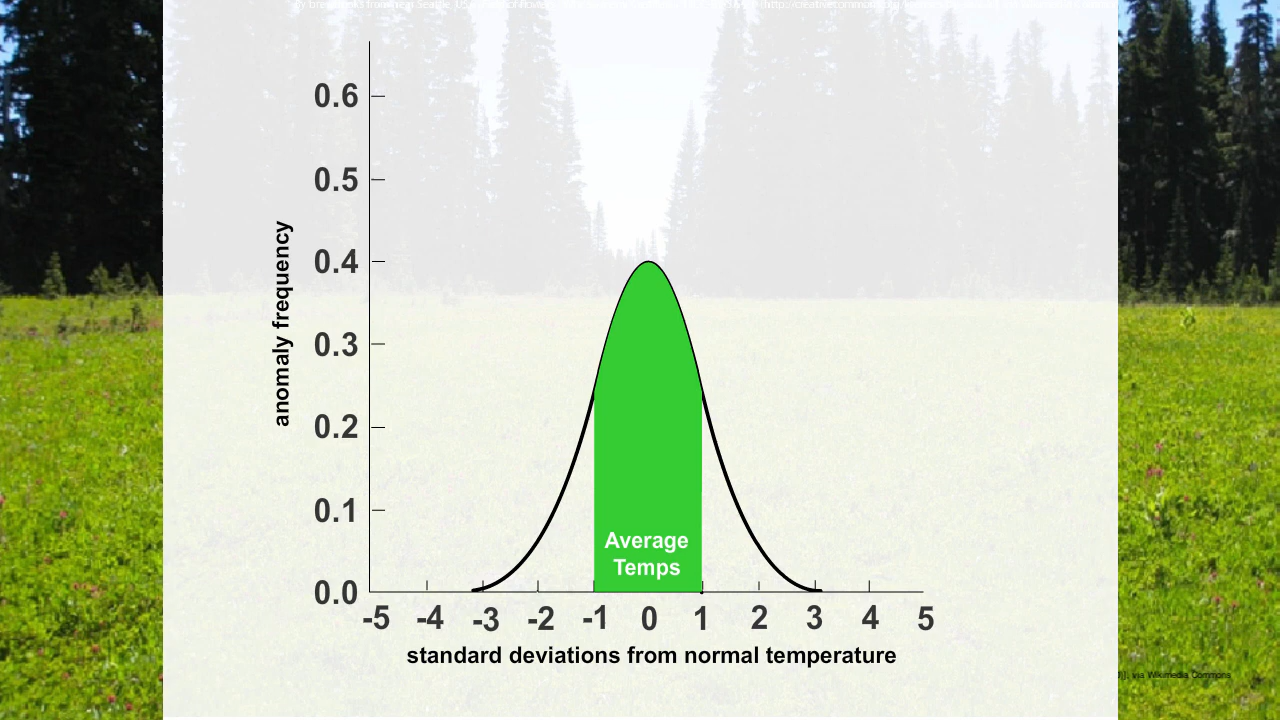 0.6
0.5
0.4
0.3
0.2
0.1
0.0
anomaly frequency
Average
Temps
-5 -4 -3 -2 -1 0 1 2 3 4 5
standard deviations from normal temperature
via Wikimedia Commons